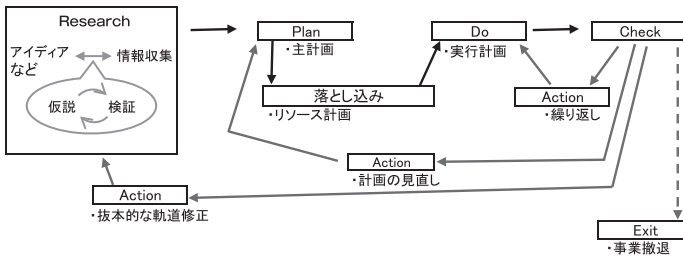 Research
アイディア
など
情報収集
仮説
検証
Plan
・主計画
落とし込み
・リソース計画
Do
・実行計画
Check
Action
・繰り返し
Action
・計画の見直し
Action
・抜本的な軌道修正
Exit
・事業撤退